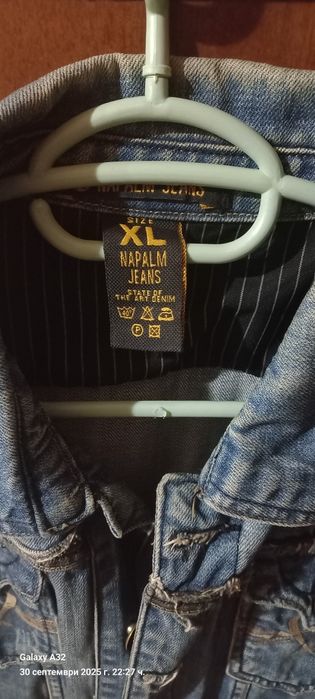 NAPALM JEANS
SIZE
XL
NAPALM
JEANS
STATE OF
THE ART DENIM
P
Galaxy A32
30 септември 2025 г. 22:27 ч.